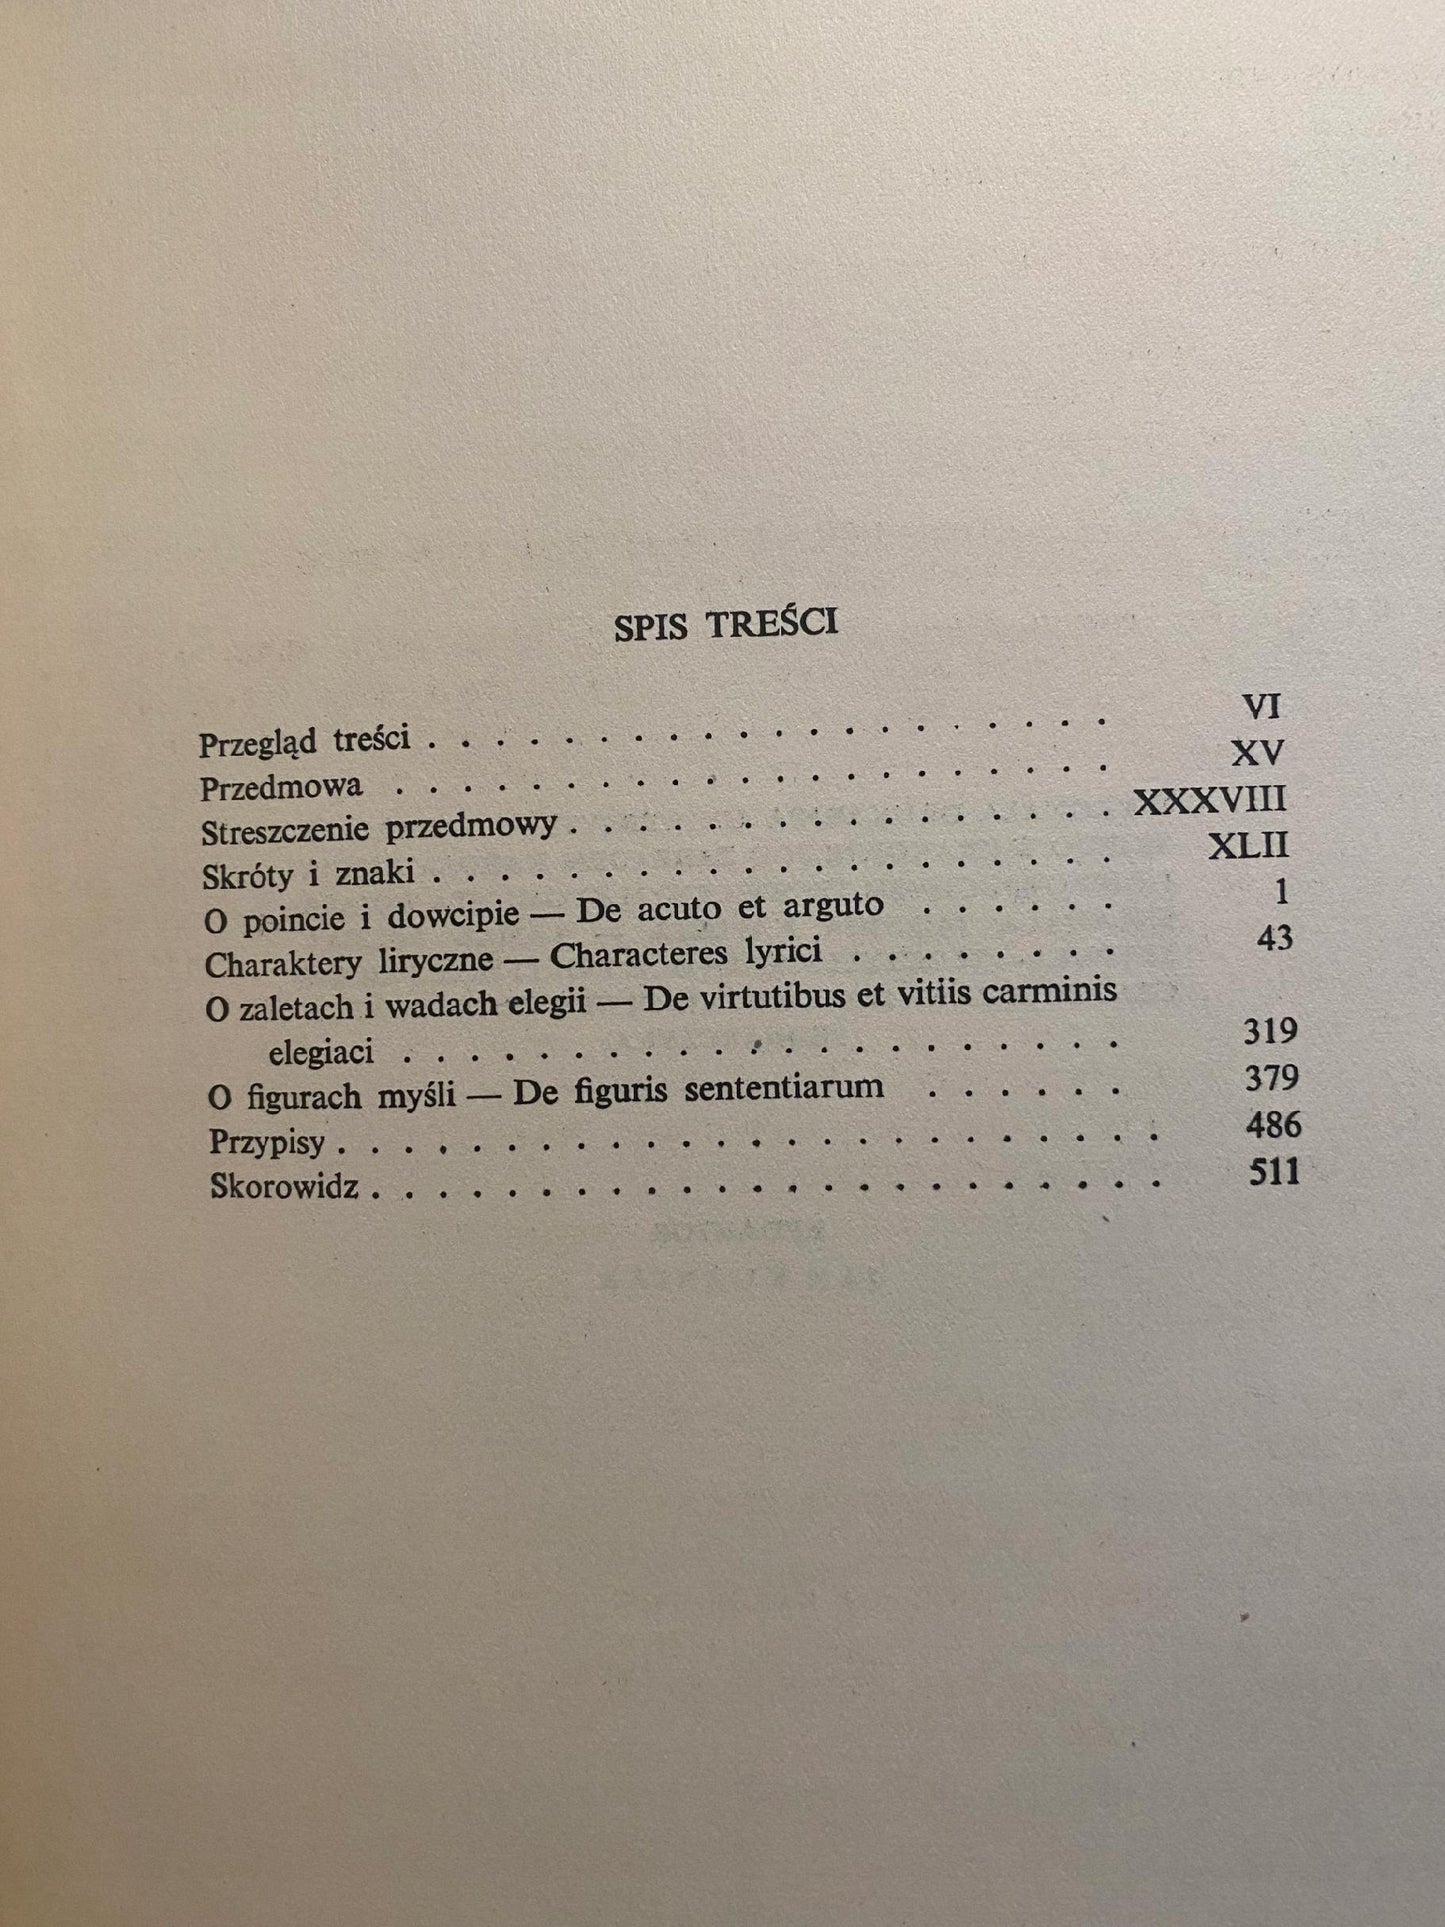 SPIS TREŚCI
Przegląd treści . . . . . . . . . . . . . . . . . . . . VI
Przedmowa . . . . . . . . . . . . . . . . . . . . . XV
Streszczenie przedmowy . . . . . . . . . . . . . . . . XXXVIII
Skróty i znaki . . . . . . . . . . . . . . . . . . . . XLII
O poincie i dowcipie — De acuto et arguto . . . . . . 1
Charaktery liryczne — Characteres lyrici . . . . . . . . 43
O zaletach i wadach elegii — De virtutibus et vitiis carminis
elegiaci . . . . . . . . . . . . . . . . . . . . . 319
O figurach myśli — De figuris sententiarum . . . . . . 379
Przypisy . . . . . . . . . . . . . . . . . . . . . . . . 486
Skorowidz . . . . . . . . . . . . . . . . . . . . . . . 511